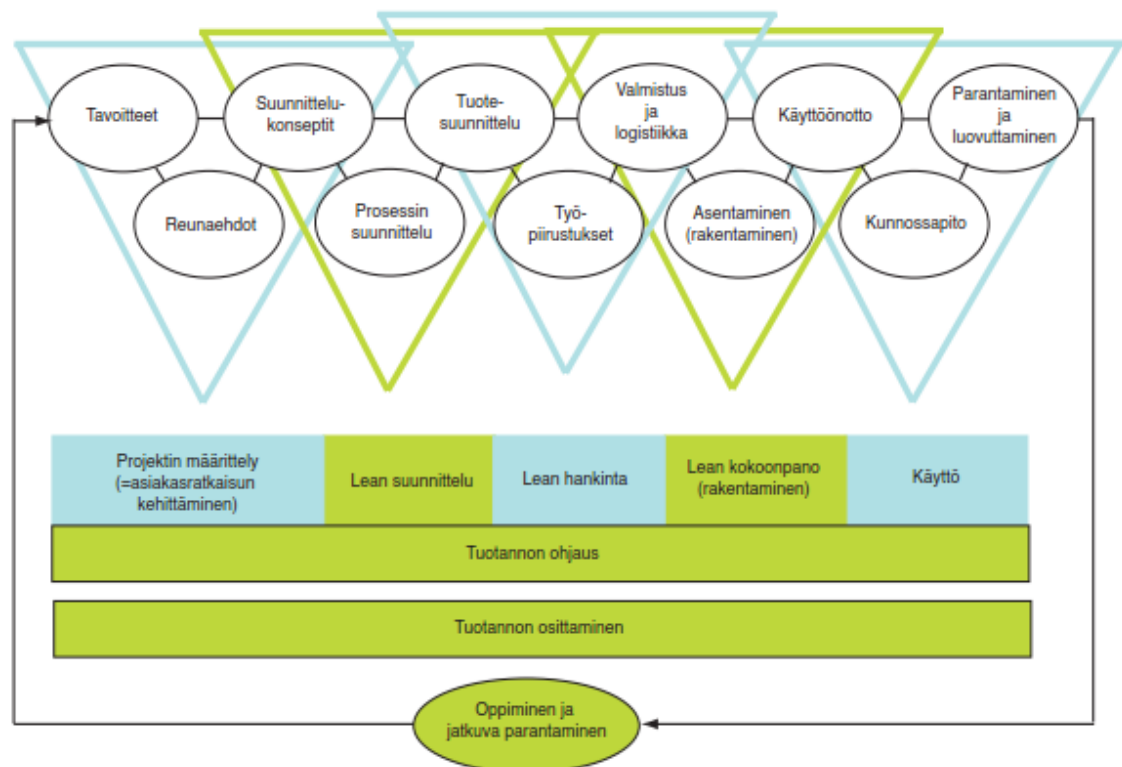 Tavoitteet
Suunnittelu-
konseptit
Tuote-
suunnittelu
Valmistus
ja
logistiikka
Käyttöönotto
Parantaminen
ja
luovuttaminen
Reunaehdot
Prosessin
suunnittelu
Työ-
piirustukset
Asentaminen
(rakentaminen)
Kunnossapito
Projektin määrittely
(=asiakasratkaisun
kehittäminen)
Lean suunnittelu
Lean hankinta
Lean kokoonpano
(rakentaminen)
Käyttö
Tuotannon ohjaus
Tuotannon osittaminen
Oppiminen ja
jatkuva parantaminen